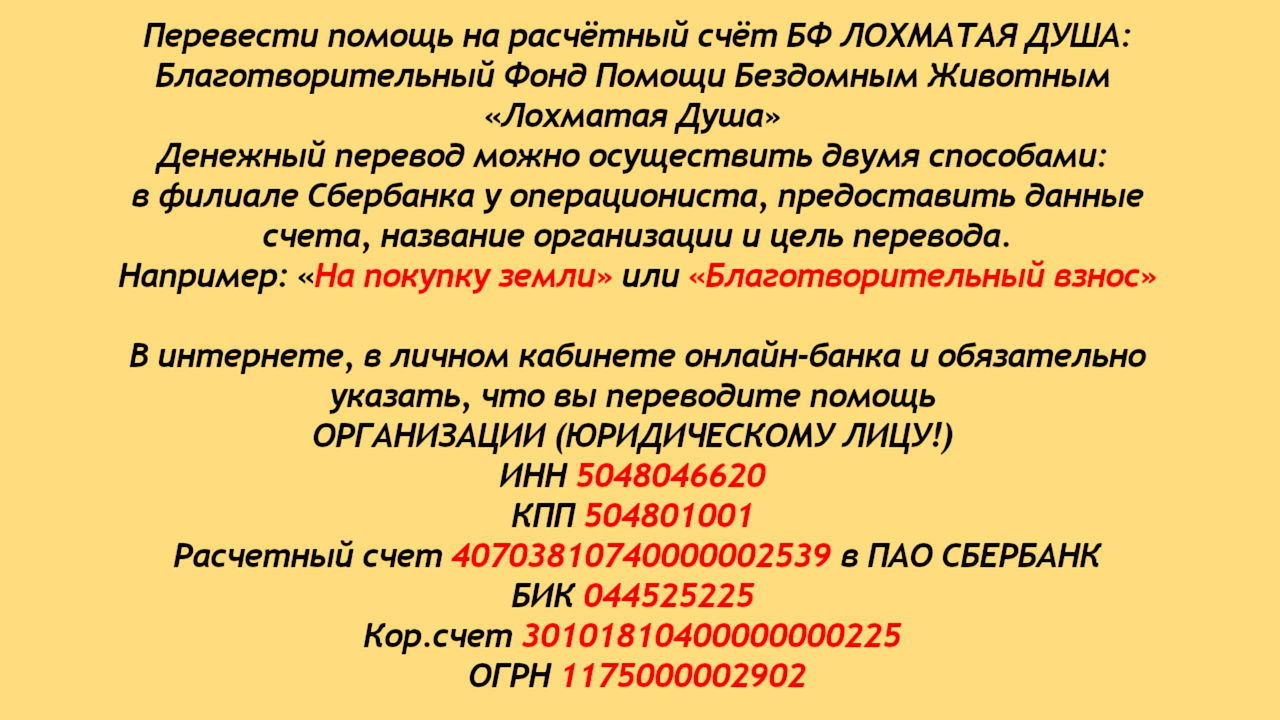 Перевести помощь на расчётный счёт БФ ЛОХМАТАЯ ДУША:
Благотворительный Фонд Помощи Бездомным Животным
«Лохматая Душа»
Денежный перевод можно осуществить двумя способами:
в филиале Сбербанка у операциониста, предоставить данные
счета, название организации и цель перевода.
Например: «На покупку земли» или «Благотворительный взнос»
В интернете, в личном кабинете онлайн-банка и обязательно
указать, что вы переводите помощь
ОРГАНИЗАЦИИ (ЮРИДИЧЕСКОМУ ЛИЦУ!)
ИНН 5048046620
КПП 504801001
Расчетный счет 40703810740000002539 в ПАО СБЕРБАНК
БИК 044525225
Кор.счет 30101810400000000225
ОГРН 1175000002902